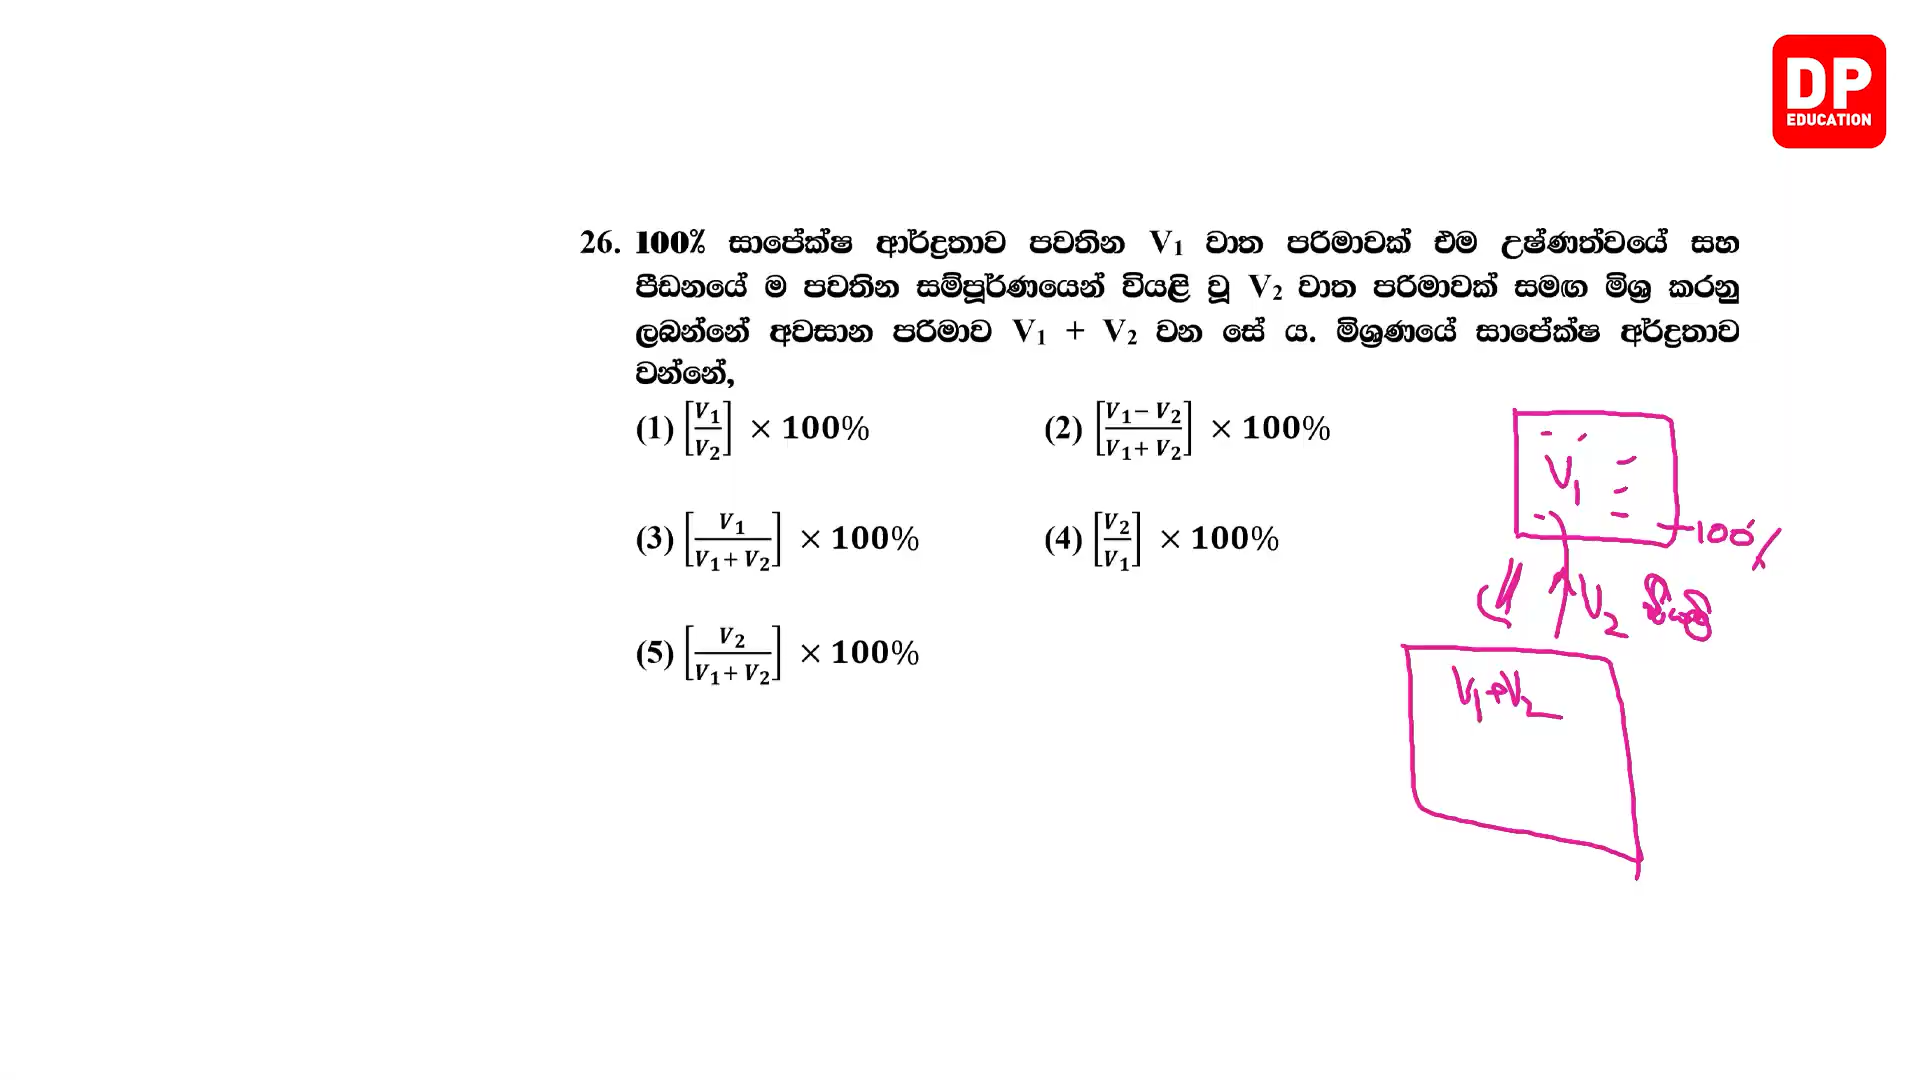 DP
EDUCATION
26. 100% සාපේක්ෂ ආර්ද්‍රතාව පවතින V₁ වාත පරිමාවක් එම උෂ්ණත්වයේ සහ
පීඩනයේ ම පවතින සම්පූර්ණයෙන් වියළි වූ V₂ වාත පරිමාවක් සමඟ මිශ්‍ර කරනු
ලබන්නේ අවසාන පරිමාව V₁ + V₂ වන සේ ය. මිශ්‍රණයේ සාපේක්ෂ අර්ද්‍රතාව
වන්නේ,
(1) [V₁/V₂] × 100% (2) [V₁− V₂/V₁+ V₂] × 100%
(3) [V₁/V₁+ V₂] × 100% (4) [V₂/V₁] × 100%
(5) [V₂/V₁+ V₂] × 100%
V₁
100%
V₂
V₁+V₂